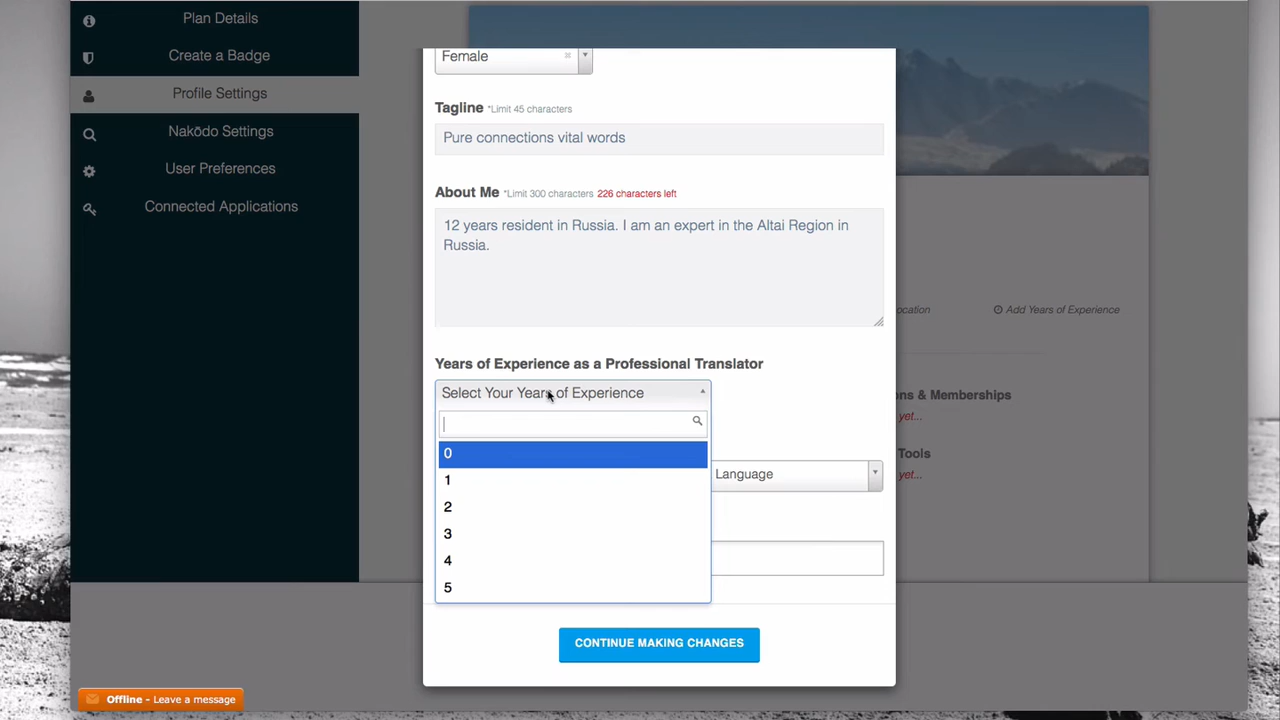 Plan Details
Create a Badge
Profile Settings
Nakōdo Settings
User Preferences
Connected Applications
Female
Tagline *Limit 45 characters
Pure connections vital words
About Me *Limit 300 characters 226 characters left
12 years resident in Russia. I am an expert in the Altai Region in
Russia.
Years of Experience as a Professional Translator
Select Your Years of Experience
0
1
2
3
4
5
Language
CONTINUE MAKING CHANGES
ocation
Add Years of Experience
ons & Memberships
yet...
Tools
yet...
Offline - Leave a message